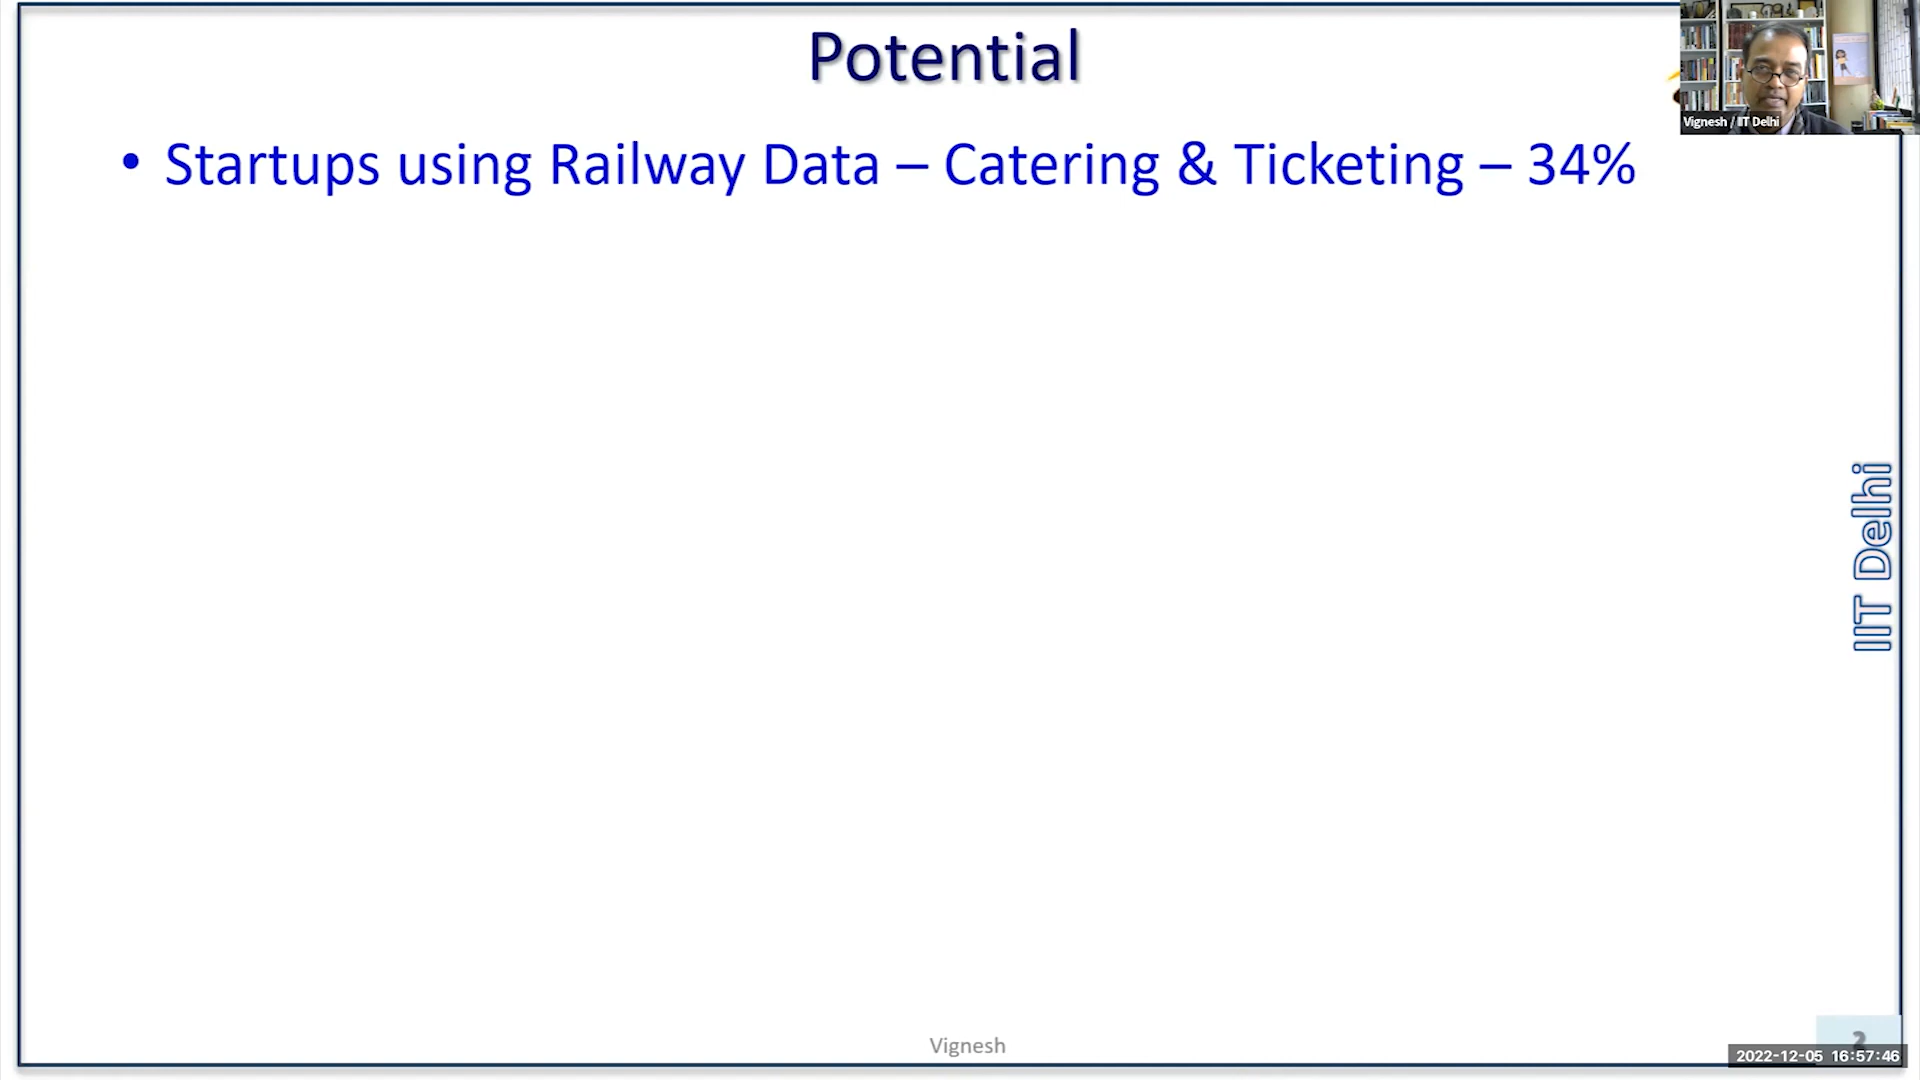 Potential
Vignesh / IIT Delhi
• Startups using Railway Data – Catering & Ticketing – 34%
IIT Delhi
Vignesh
2
2022-12-05 16:57:46